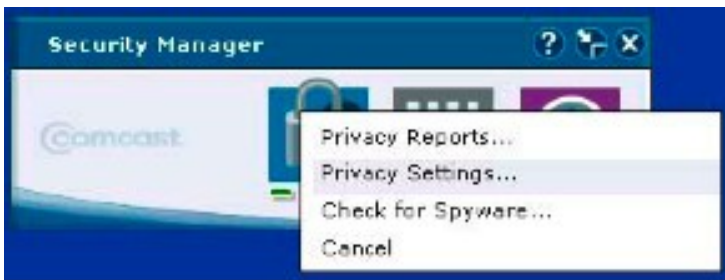 Security Manager
?
Comcast
Privacy Reports...
Privacy Settings...
Check for Spyware...
Cancel